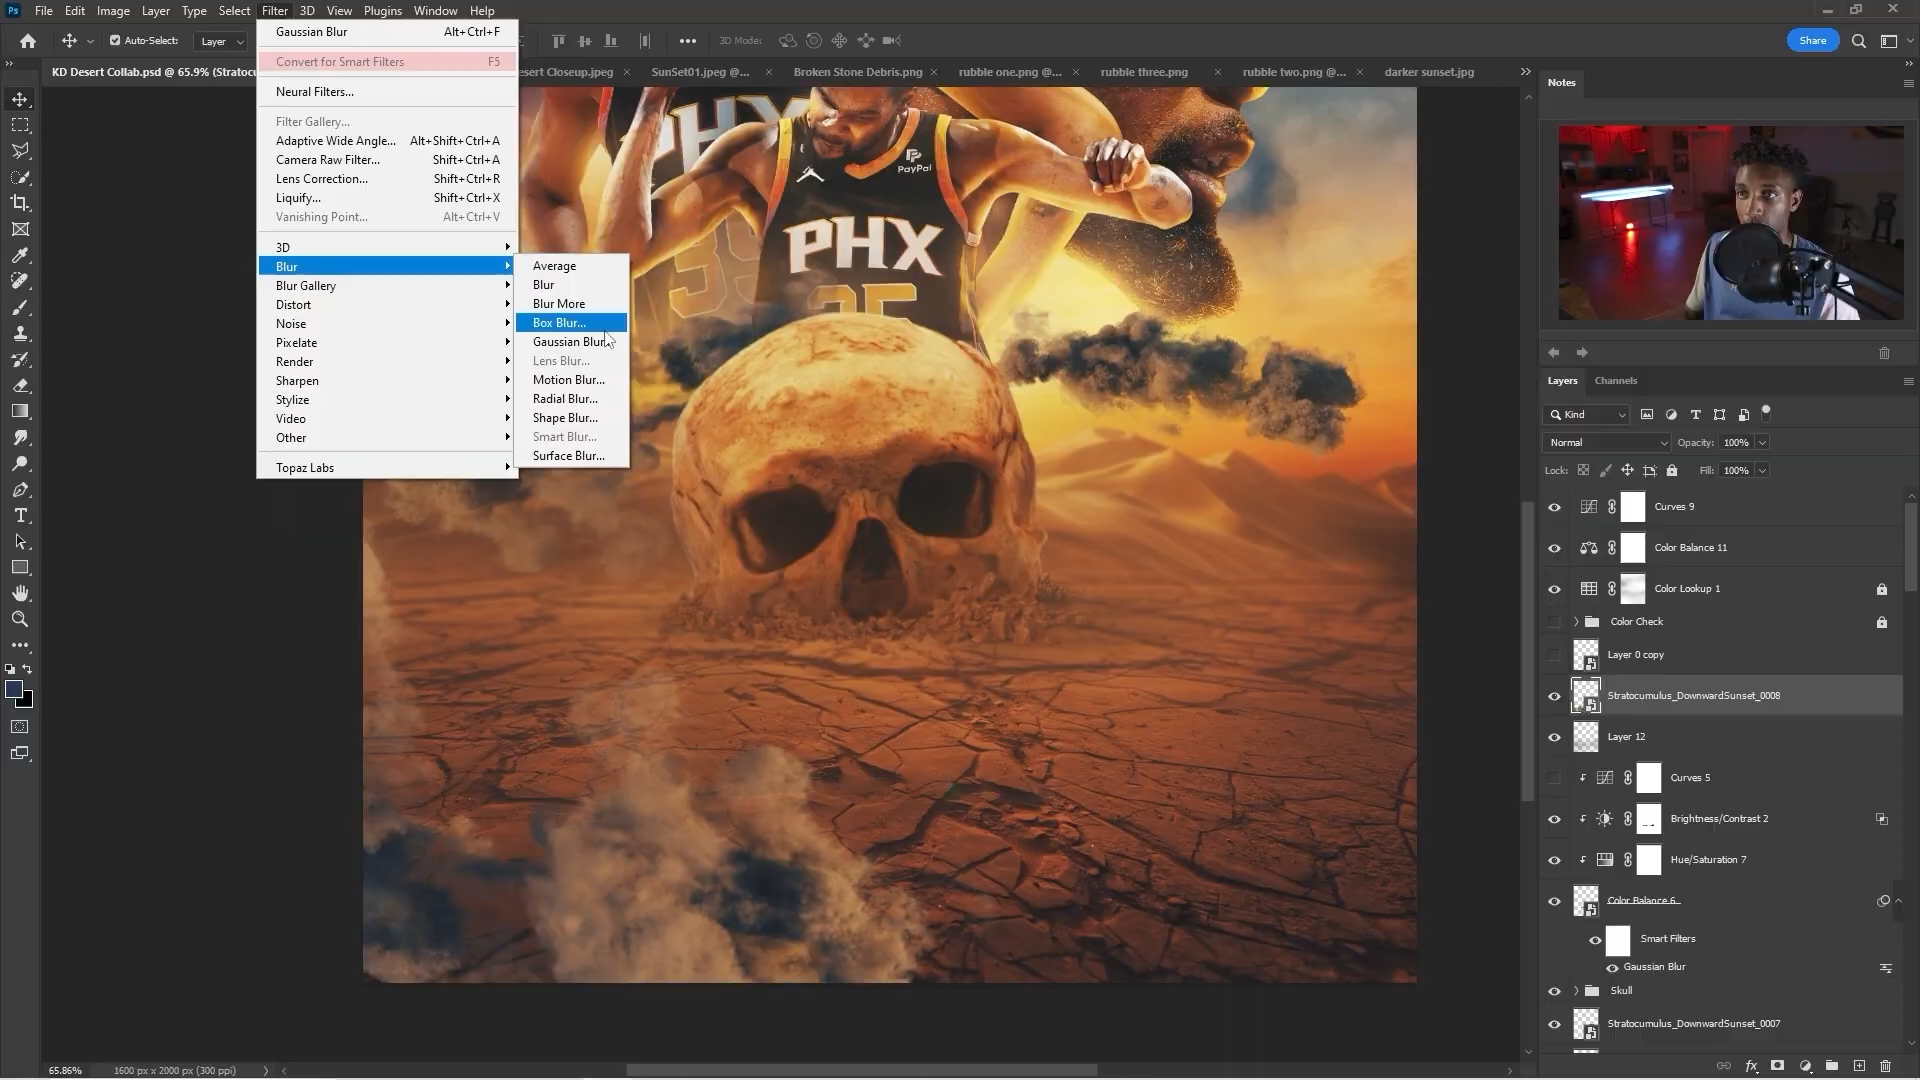 Ps File Edit Image Layer Type Select Filter 3D View Plugins Window Help
Auto-Select: Layer 3D Mode: Share
KD Desert Collab.psd @ 65.9% (Stratocu
esert Closeup.jpeg × SunSet01.jpeg @... × Broken Stone Debris.png × rubble one.png @... × rubble three.png × rubble two.png @... × darker sunset.jpg
Gaussian Blur Alt+Ctrl+F
Convert for Smart Filters F5
Neural Filters...
Filter Gallery...
Adaptive Wide Angle... Alt+Shift+Ctrl+A
Camera Raw Filter... Shift+Ctrl+A
Lens Correction... Shift+Ctrl+R
Liquify... Shift+Ctrl+X
Vanishing Point... Alt+Ctrl+V
3D
Blur
Blur Gallery
Distort
Noise
Pixelate
Render
Sharpen
Stylize
Video
Other
Topaz Labs
Average
Blur
Blur More
Box Blur...
Gaussian Blur...
Lens Blur...
Motion Blur...
Radial Blur...
Shape Blur...
Smart Blur...
Surface Blur...
PayPal
PHX
35
Notes
Layers Channels
Kind
Normal Opacity: 100%
Lock: Fill: 100%
Curves 9
Color Balance 11
Color Lookup 1
Color Check
Layer 0 copy
Stratocumulus_DownwardSunset_0008
Layer 12
Curves 5
Brightness/Contrast 2
Hue/Saturation 7
Color Balance 6
Smart Filters
Gaussian Blur
Skull
Stratocumulus_DownwardSunset_0007
65.86% 1600 px x 2000 px (300 ppi)
fx